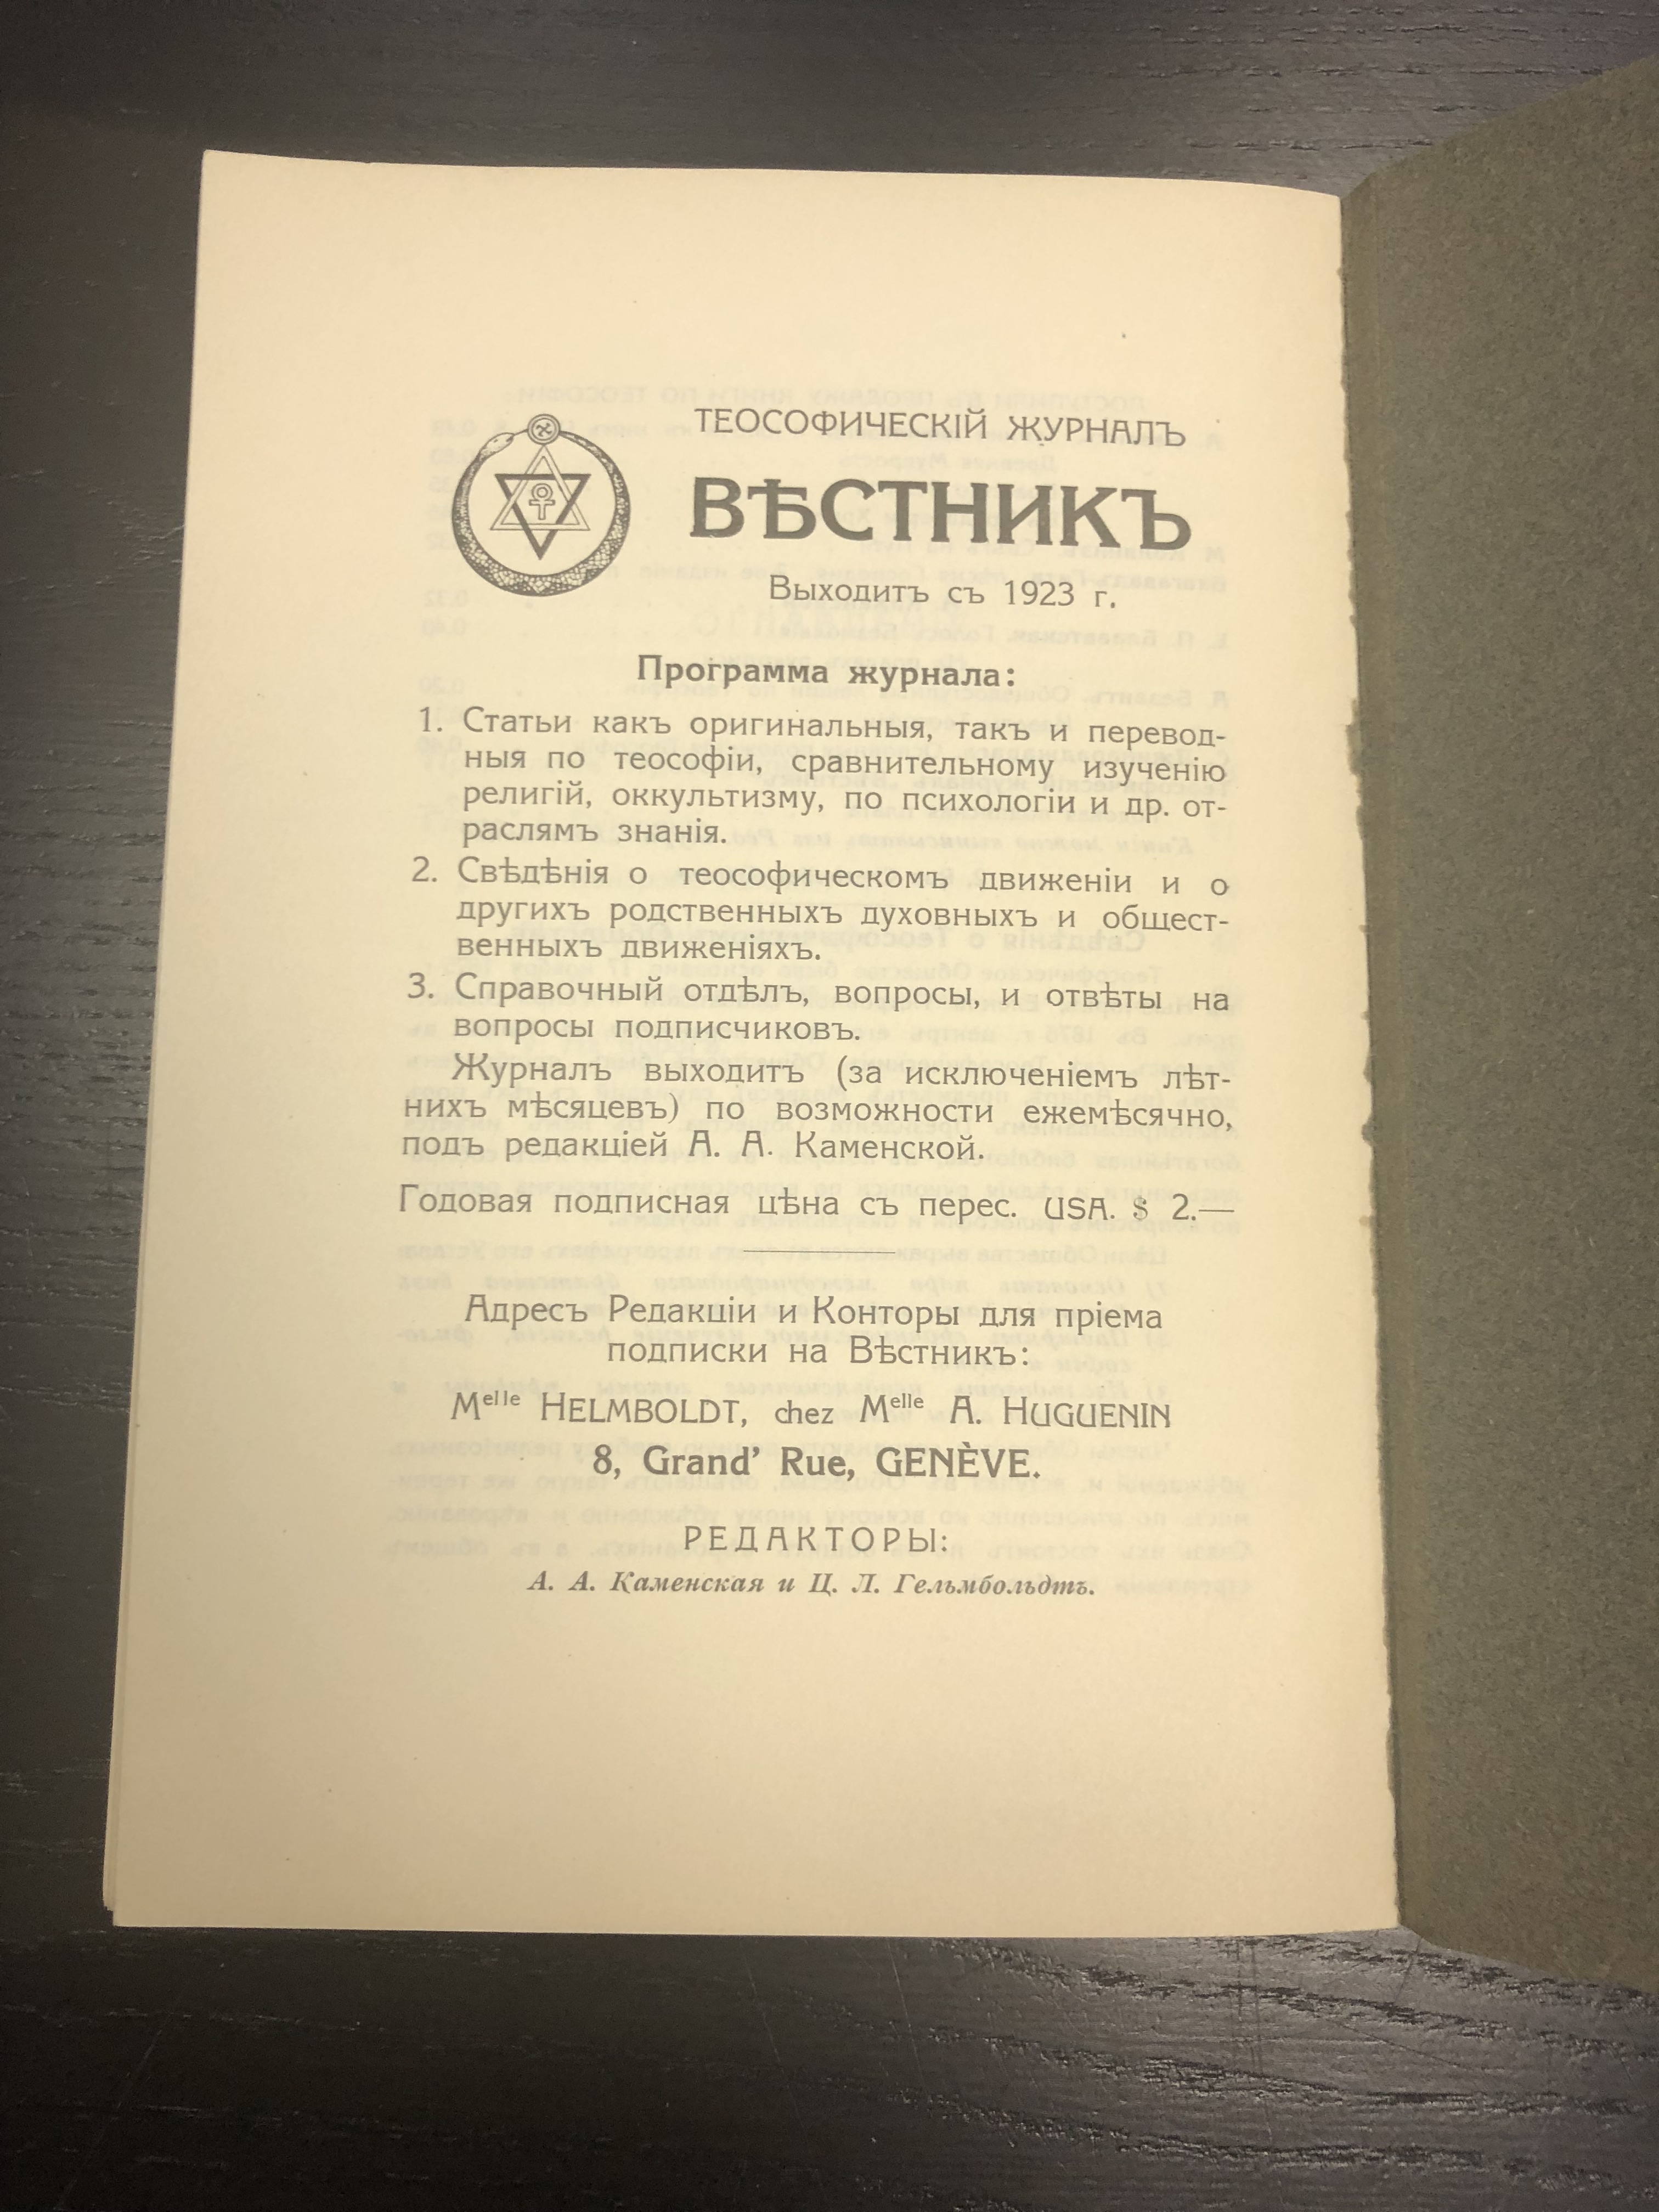 ТЕОСОФИЧЕСКІЙ ЖУРНАЛЪ
ВѢСТНИКЪ
Выходитъ съ 1923 г.
Программа журнала:
1. Статьи какъ оригинальныя, такъ и перевод-
ныя по теософіи, сравнительному изученію
религій, оккультизму, по психологіи и др. от-
раслямъ знанія.
2. Свѣдѣнія о теософическомъ движеніи и о
другихъ родственныхъ духовныхъ и общест-
венныхъ движеніяхъ.
3. Справочный отдѣлъ, вопросы, и отвѣты на
вопросы подписчиковъ.
Журналъ выходитъ (за исключеніемъ лѣт-
нихъ мѣсяцевъ) по возможности ежемѣсячно,
подъ редакціей А. А. Каменской.
Годовая подписная цѣна съ перес. USA. $ 2.—
Адресъ Редакціи и Конторы для пріема
подписки на Вѣстникъ:
Melle HELMBOLDT, chez Melle A. HUGUENIN
8, Grand' Rue, GENÈVE.
РЕДАКТОРЫ:
А. А. Каменская и Ц. Л. Гельмбольдтъ.